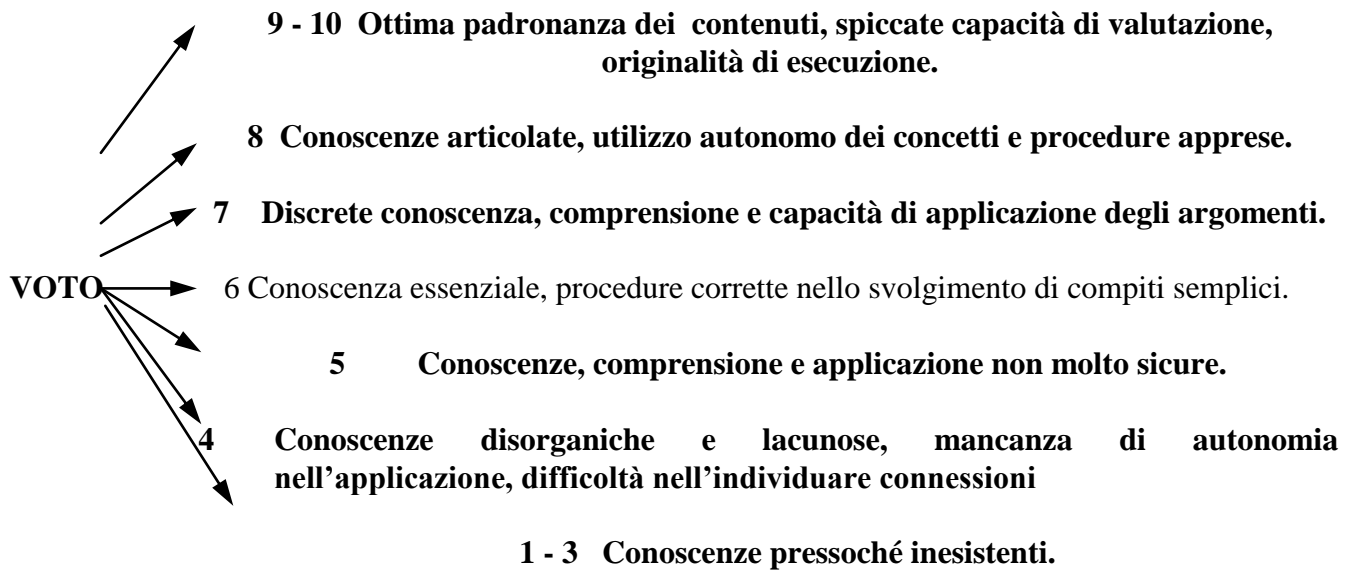 9 - 10 Ottima padronanza dei contenuti, spiccate capacità di valutazione,
originalità di esecuzione.
8 Conoscenze articolate, utilizzo autonomo dei concetti e procedure apprese.
7 Discrete conoscenza, comprensione e capacità di applicazione degli argomenti.
VOTO 6 Conoscenza essenziale, procedure corrette nello svolgimento di compiti semplici.
5 Conoscenze, comprensione e applicazione non molto sicure.
4 Conoscenze disorganiche e lacunose, mancanza di autonomia
nell’applicazione, difficoltà nell’individuare connessioni
1 - 3 Conoscenze pressoché inesistenti.